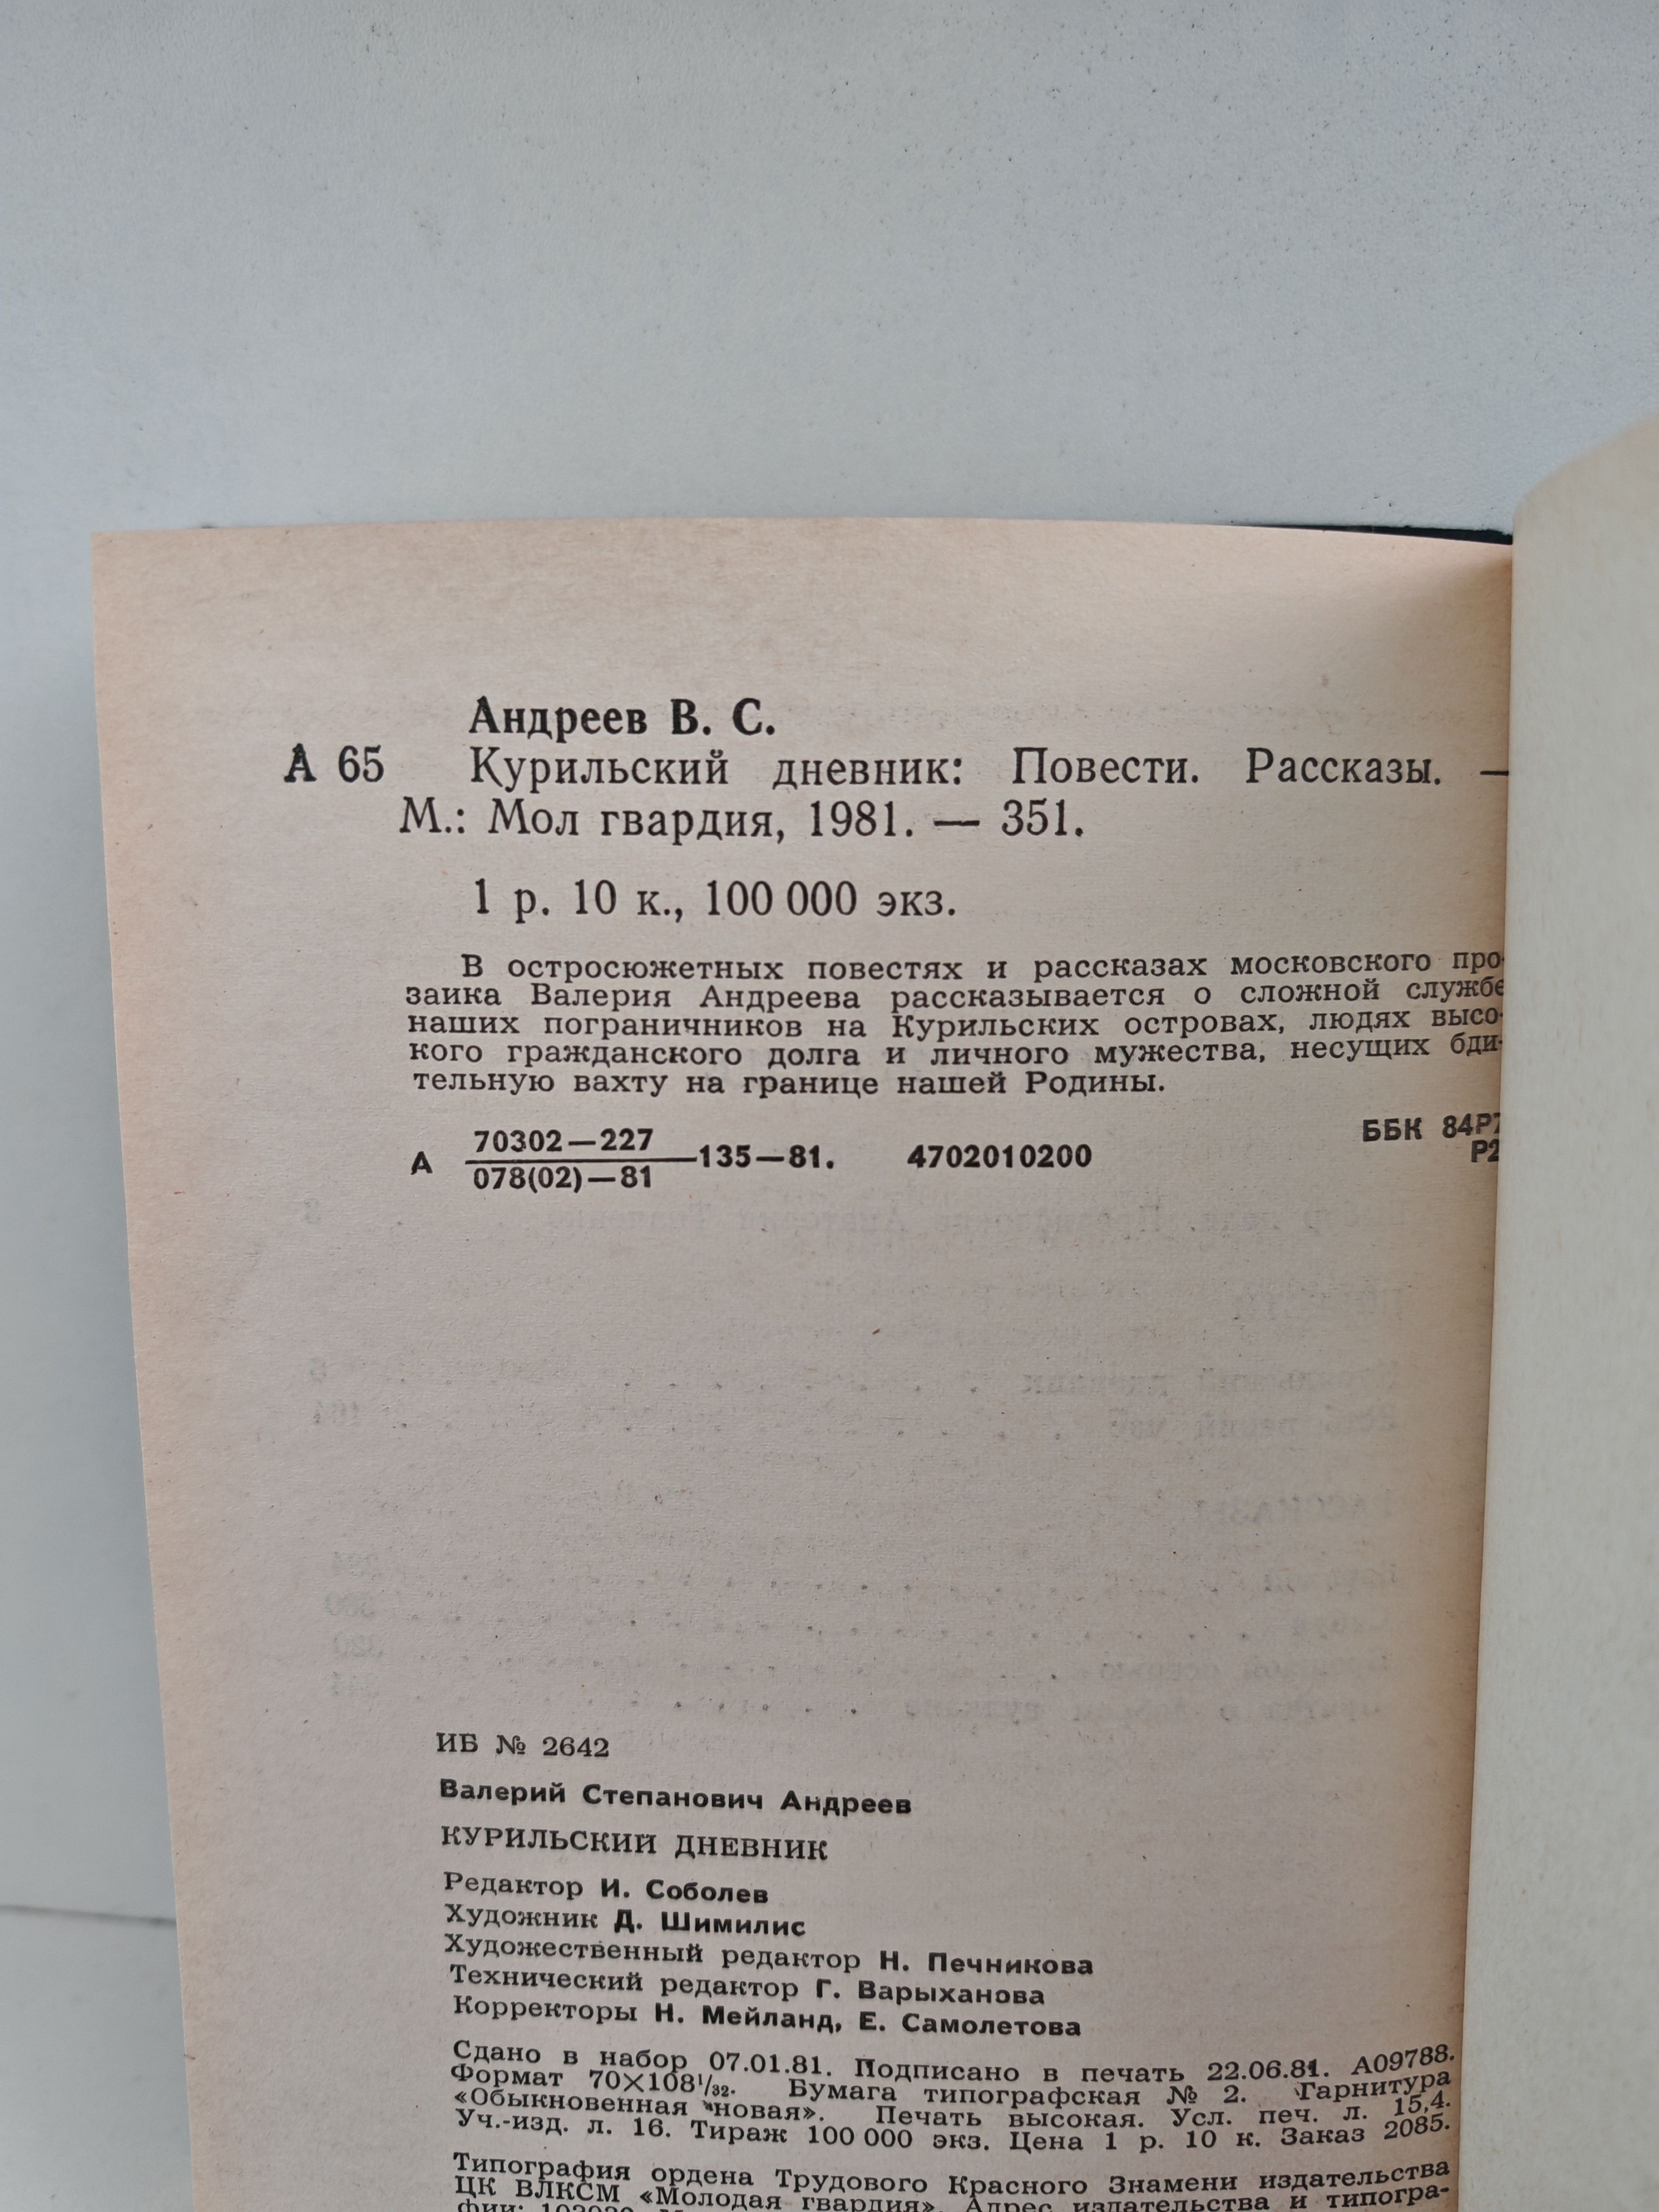 Андреев В. С.
А 65 Курильский дневник: Повести. Рассказы. —
М.: Мол гвардия, 1981. — 351.
1 р. 10 к., 100 000 экз.
В остросюжетных повестях и рассказах московского про-
заика Валерия Андреева рассказывается о сложной службе
наших пограничников на Курильских островах, людях высо-
кого гражданского долга и личного мужества, несущих бди-
тельную вахту на границе нашей Родины.
А 70302—227
078(02)—81 —135—81. 4702010200
ББК 84Р7
Р2
ИБ № 2642
Валерий Степанович Андреев
КУРИЛЬСКИЙ ДНЕВНИК
Редактор И. Соболев
Художник Д. Шимилис
Художественный редактор Н. Печникова
Технический редактор Г. Варыханова
Корректоры Н. Мейланд, Е. Самолетова
Сдано в набор 07.01.81. Подписано в печать 22.06.81. А09788.
Формат 70×108¹/₃₂. Бумага типографская № 2. Гарнитура
«Обыкновенная новая». Печать высокая. Усл. печ. л. 15,4.
Уч.-изд. л. 16. Тираж 100 000 экз. Цена 1 р. 10 к. Заказ 2085.
Типография ордена Трудового Красного Знамени издательства
ЦК ВЛКСМ «Молодая гвардия». Адрес издательства и типогра-
фии: